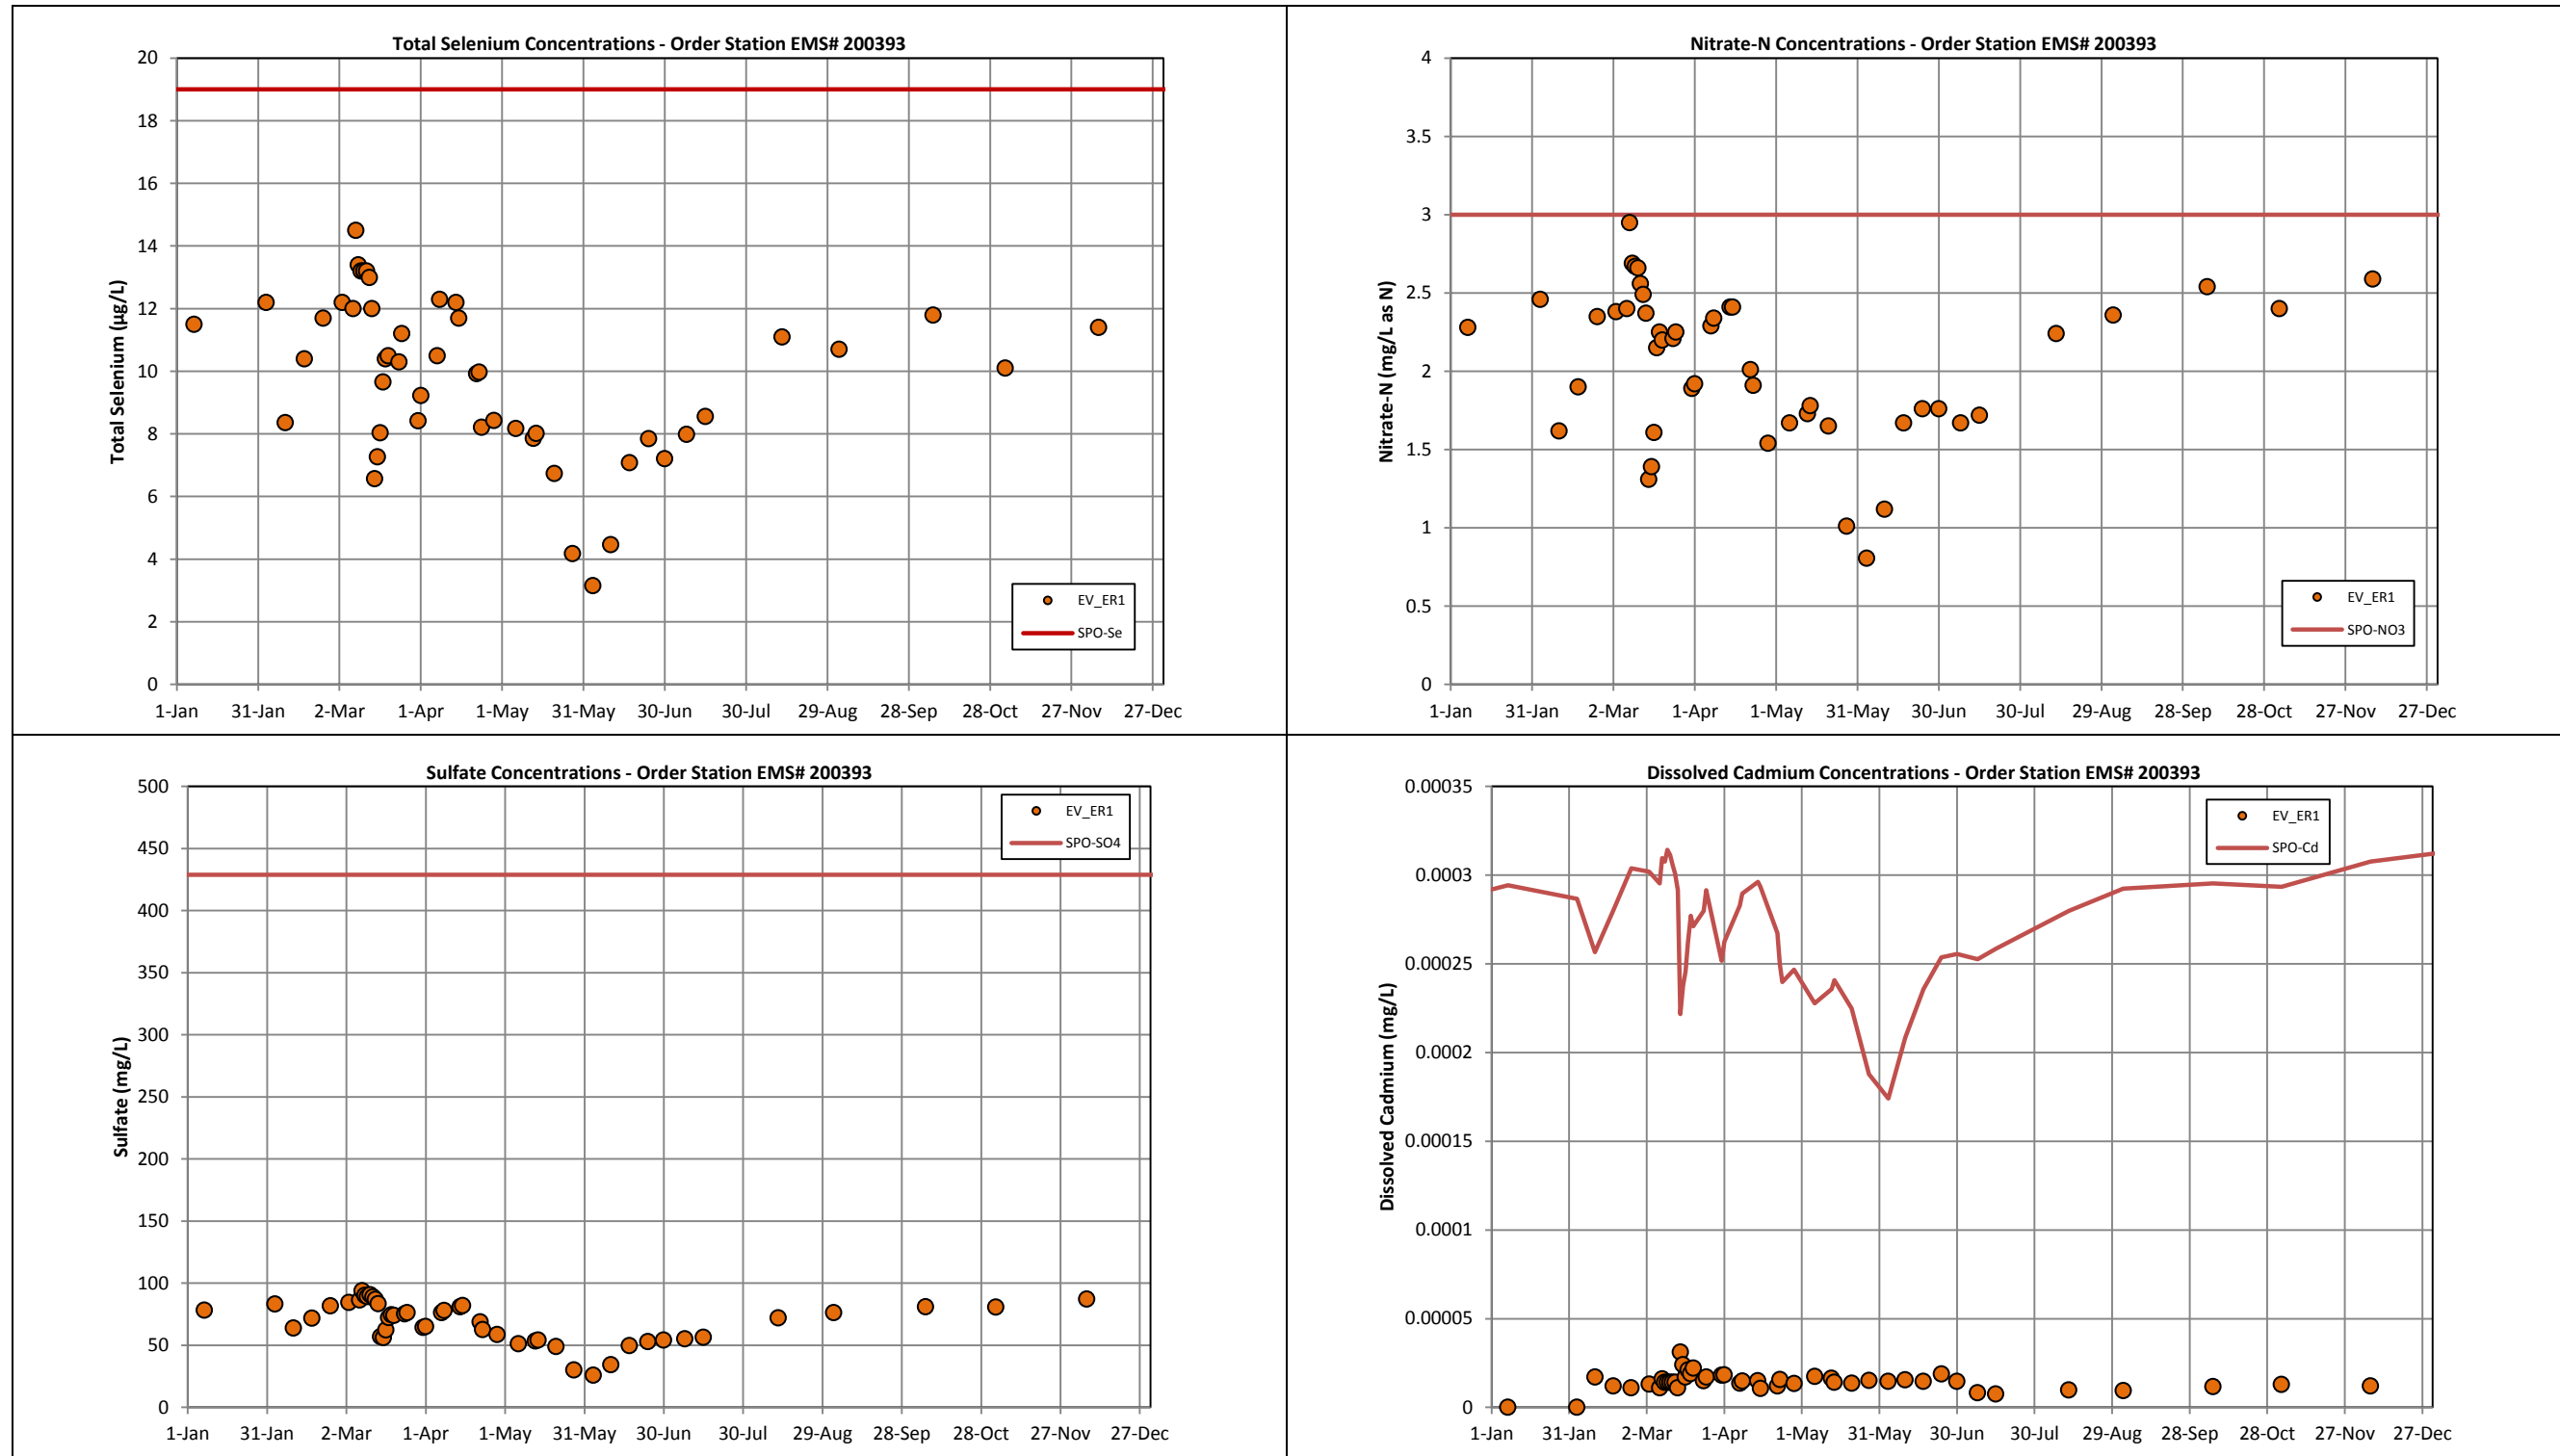 Total Selenium Concentrations - Order Station EMS# 200393
20
18
16
14
12
10
8
6
4
2
0
Total Selenium (µg/L)
1-Jan 31-Jan 2-Mar 1-Apr 1-May 31-May 30-Jun 30-Jul 29-Aug 28-Sep 28-Oct 27-Nov 27-Dec
EV_ER1
SPO-Se
Nitrate-N Concentrations - Order Station EMS# 200393
4
3.5
3
2.5
2
1.5
1
0.5
0
Nitrate-N (mg/L as N)
1-Jan 31-Jan 2-Mar 1-Apr 1-May 31-May 30-Jun 30-Jul 29-Aug 28-Sep 28-Oct 27-Nov 27-Dec
EV_ER1
SPO-NO3
Sulfate Concentrations - Order Station EMS# 200393
500
450
400
350
300
250
200
150
100
50
0
Sulfate (mg/L)
1-Jan 31-Jan 2-Mar 1-Apr 1-May 31-May 30-Jun 30-Jul 29-Aug 28-Sep 28-Oct 27-Nov 27-Dec
EV_ER1
SPO-SO4
Dissolved Cadmium Concentrations - Order Station EMS# 200393
0.00035
0.0003
0.00025
0.0002
0.00015
0.0001
0.00005
0
Dissolved Cadmium (mg/L)
1-Jan 31-Jan 2-Mar 1-Apr 1-May 31-May 30-Jun 30-Jul 29-Aug 28-Sep 28-Oct 27-Nov 27-Dec
EV_ER1
SPO-Cd